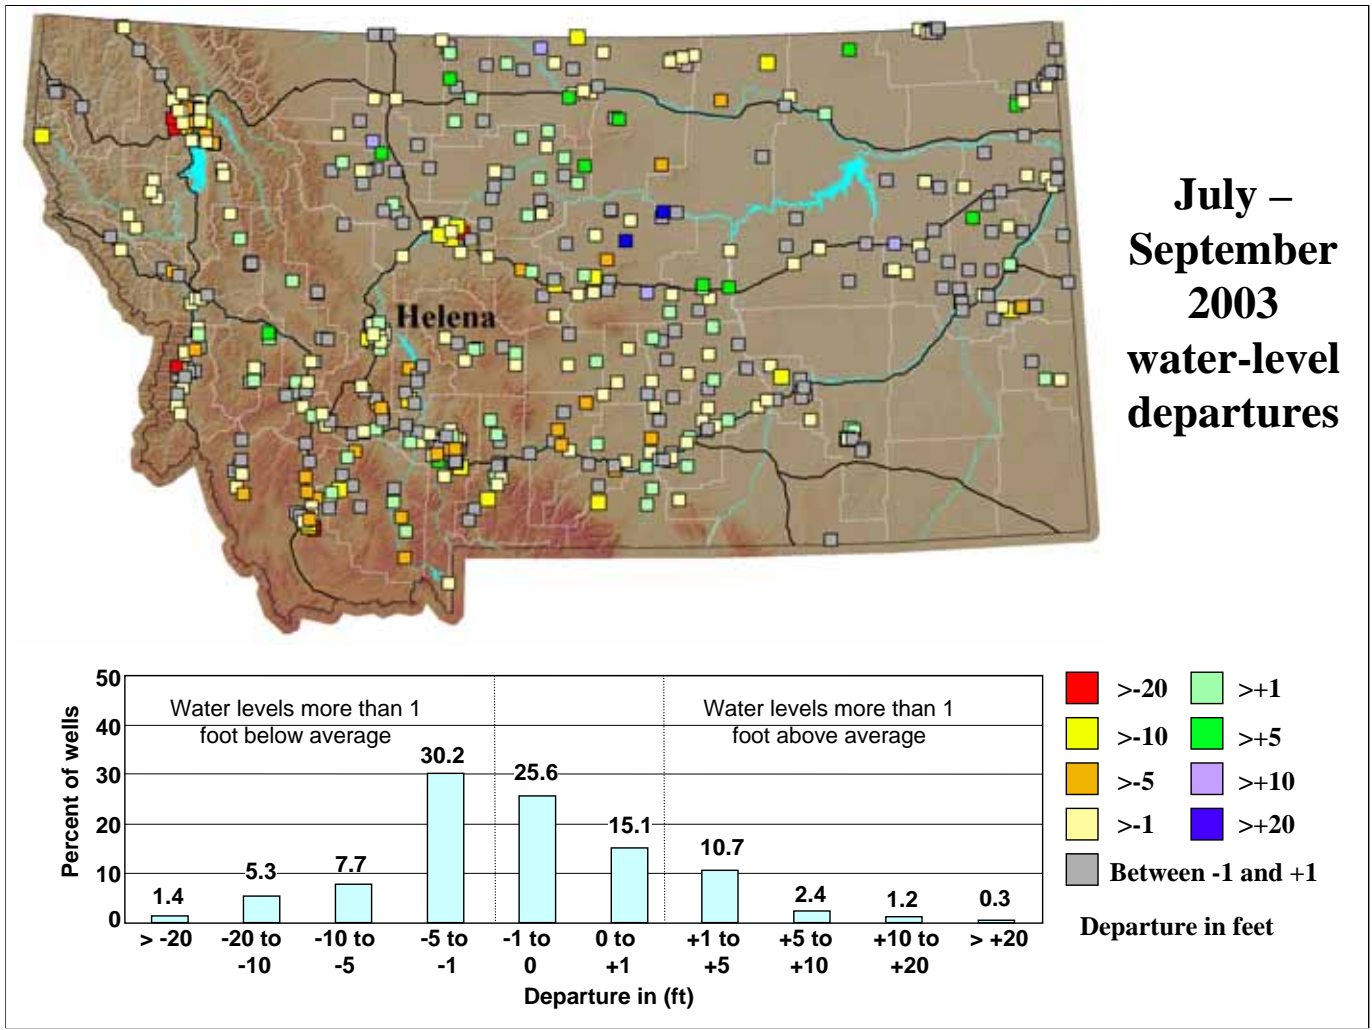 Helena
July –
September
2003
water-level
departures
50
40
30
20
10
0
Percent of wells
Water levels more than 1
foot below average
Water levels more than 1
foot above average
1.4
5.3
7.7
30.2
25.6
15.1
10.7
2.4
1.2
0.3
> -20
-20 to
-10
-10 to
-5
-5 to
-1
-1 to
0
0 to
+1
+1 to
+5
+5 to
+10
+10 to
+20
> +20
Departure in (ft)
>-20
>+1
>-10
>+5
>-5
>+10
>-1
>+20
Between -1 and +1
Departure in feet